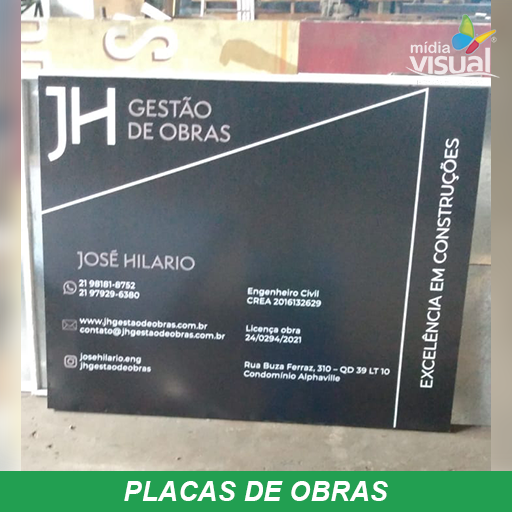 mídia
visual
JH GESTÃO
DE OBRAS
EXCELÊNCIA EM CONSTRUÇÕES
JOSÉ HILARIO
21 98181-8752
21 97929-6380
www.jhgestaodeobras.com.br
contato@jhgestaodeobras.com.br
josehilario.eng
jhgestaodeobras
Engenheiro Civil
CREA 2016132629
Licença obra
24/0294/2021
Rua Buza Ferraz, 310 – QD 39 LT 10
Condomínio Alphaville
PLACAS DE OBRAS